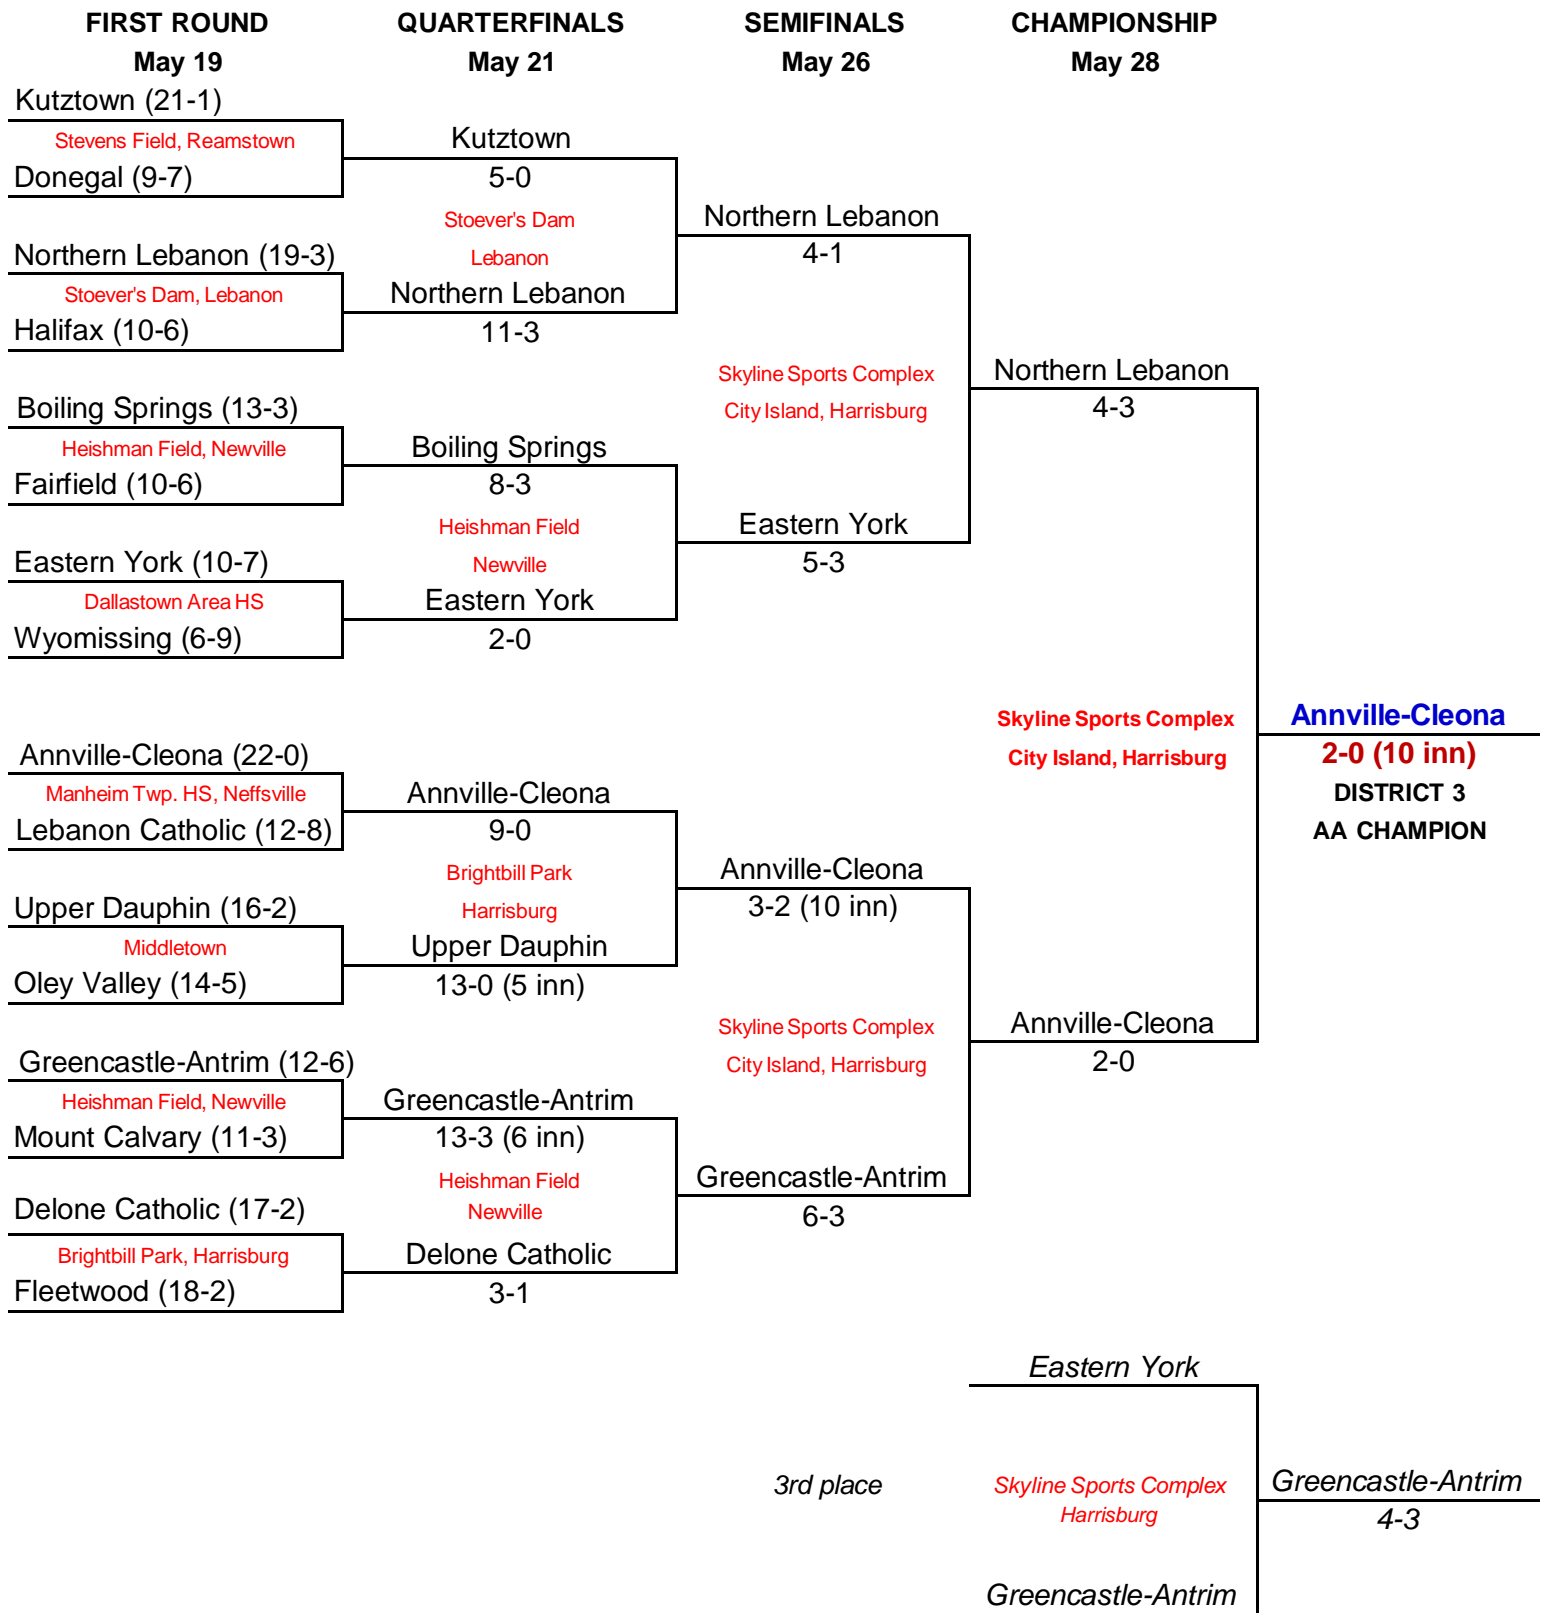 FIRST ROUND
QUARTERFINALS
SEMIFINALS
CHAMPIONSHIP
May 19
May 21
May 26
May 28
Kutztown (21-1)
Stevens Field, Reamstown
Donegal (9-7)
Northern Lebanon (19-3)
Stoever's Dam, Lebanon
Halifax (10-6)
Boiling Springs (13-3)
Heishman Field, Newville
Fairfield (10-6)
Eastern York (10-7)
Dallastown Area HS
Wyomissing (6-9)
Annville-Cleona (22-0)
Manheim Twp. HS, Neffsville
Lebanon Catholic (12-8)
Upper Dauphin (16-2)
Middletown
Oley Valley (14-5)
Greencastle-Antrim (12-6)
Heishman Field, Newville
Mount Calvary (11-3)
Delone Catholic (17-2)
Brightbill Park, Harrisburg
Fleetwood (18-2)
Kutztown
5-0
Stoever's Dam
Lebanon
Northern Lebanon
11-3
Boiling Springs
8-3
Heishman Field
Newville
Eastern York
2-0
Annville-Cleona
9-0
Brightbill Park
Harrisburg
Upper Dauphin
13-0 (5 inn)
Greencastle-Antrim
13-3 (6 inn)
Heishman Field
Newville
Delone Catholic
3-1
Northern Lebanon
4-1
Skyline Sports Complex
City Island, Harrisburg
Eastern York
5-3
Annville-Cleona
3-2 (10 inn)
Skyline Sports Complex
City Island, Harrisburg
Greencastle-Antrim
6-3
Northern Lebanon
4-3
Skyline Sports Complex
City Island, Harrisburg
Annville-Cleona
2-0
Annville-Cleona
2-0 (10 inn)
DISTRICT 3
AA CHAMPION
3rd place
Eastern York
Skyline Sports Complex
Harrisburg
Greencastle-Antrim
Greencastle-Antrim
4-3